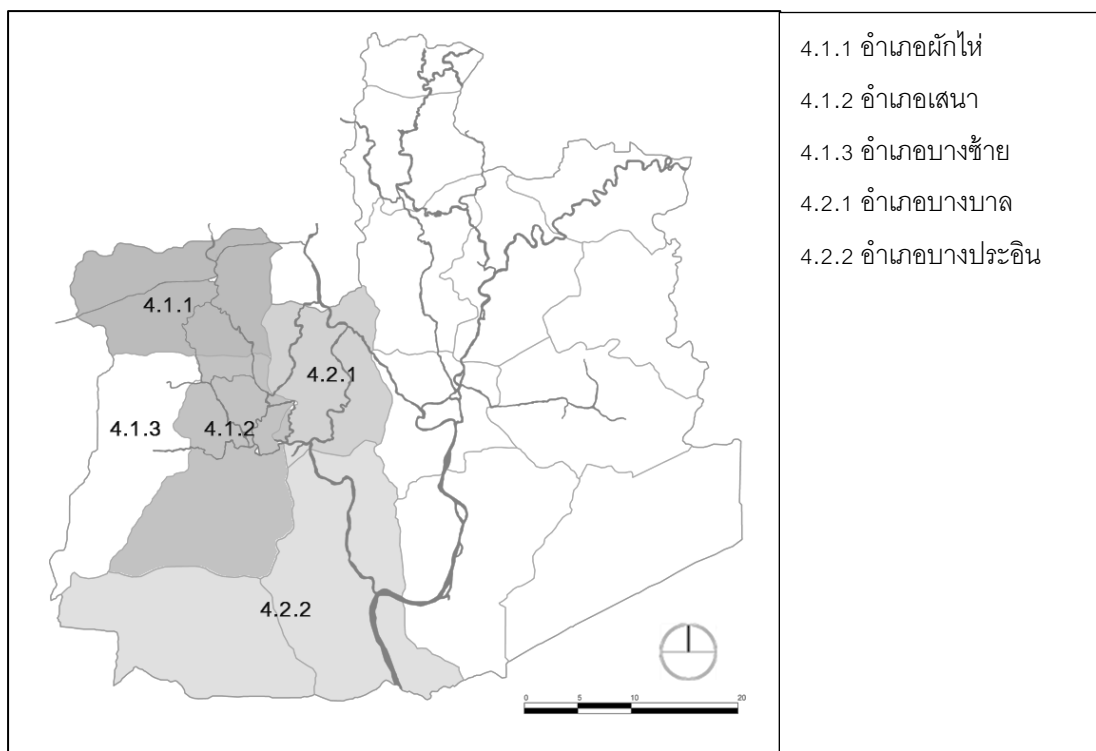 4.1.1
4.2.1
4.1.3
4.1.2
4.2.2
0 5 10 20
4.1.1 อำเภอผักไห่
4.1.2 อำเภอเสนา
4.1.3 อำเภอบางซ้าย
4.2.1 อำเภอบางบาล
4.2.2 อำเภอบางประอิน